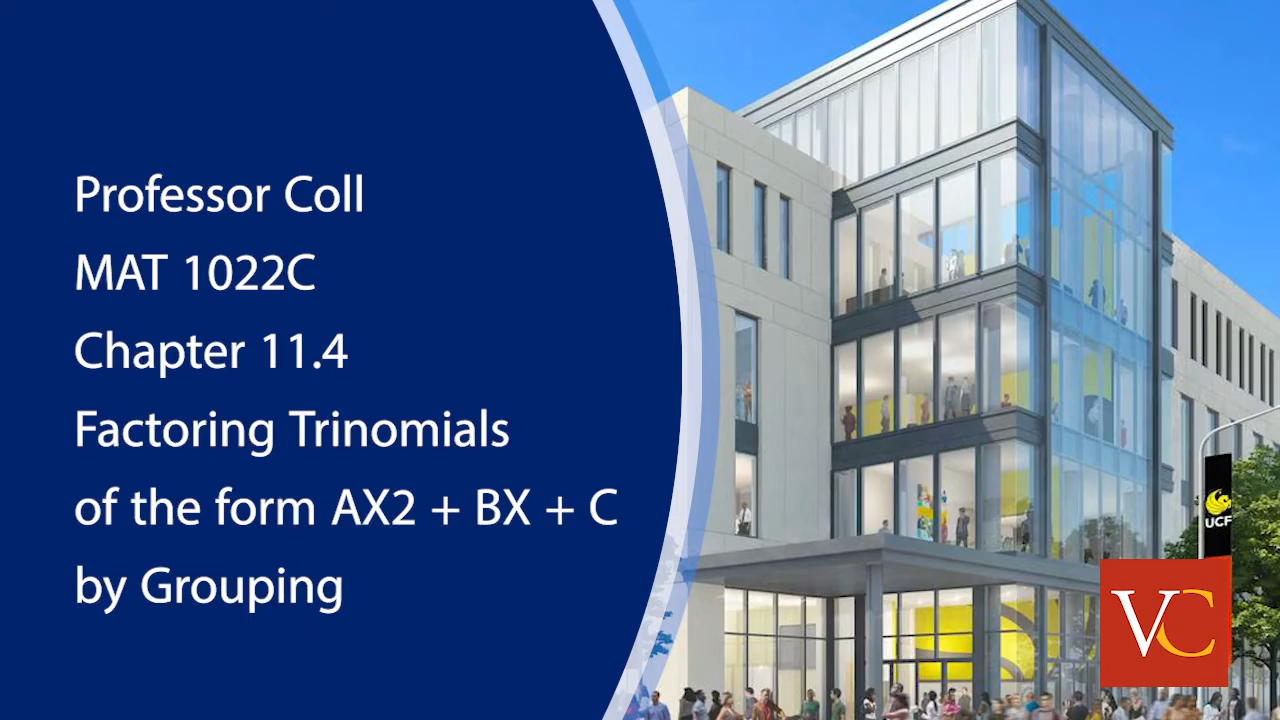 Professor Coll
MAT 1022C
Chapter 11.4
Factoring Trinomials
of the form AX2 + BX + C
by Grouping
UCF
VC